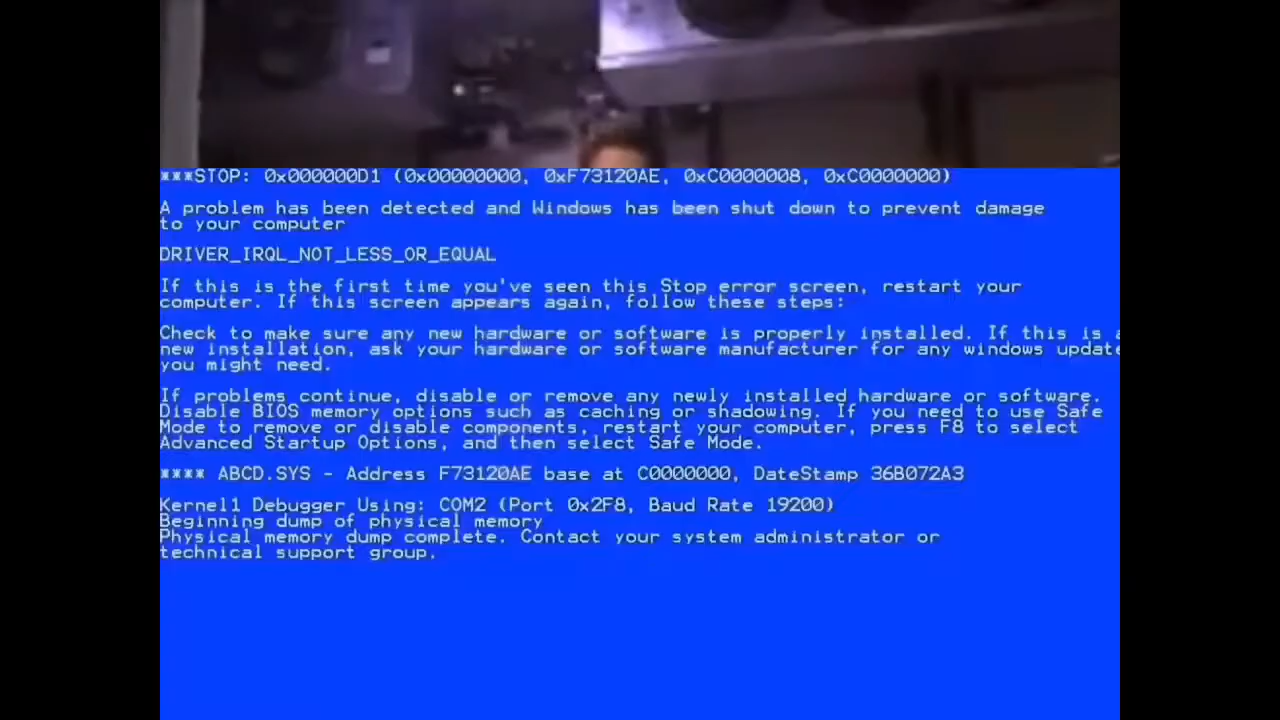 ***STOP: 0x000000D1 (0x00000000, 0xF73120AE, 0xC0000008, 0xC0000000)
A problem has been detected and Windows has been shut down to prevent damage
to your computer
DRIVER_IRQL_NOT_LESS_OR_EQUAL
If this is the first time you've seen this Stop error screen, restart your
computer. If this screen appears again, follow these steps:
Check to make sure any new hardware or software is properly installed. If this is a
new installation, ask your hardware or software manufacturer for any windows update
you might need.
If problems continue, disable or remove any newly installed hardware or software.
Disable BIOS memory options such as caching or shadowing. If you need to use Safe
Mode to remove or disable components, restart your computer, press F8 to select
Advanced Startup Options, and then select Safe Mode.
**** ABCD.SYS - Address F73120AE base at C0000000, DateStamp 36B072A3
Kernel1 Debugger Using: COM2 (Port 0x2F8, Baud Rate 19200)
Beginning dump of physical memory
Physical memory dump complete. Contact your system administrator or
technical support group.